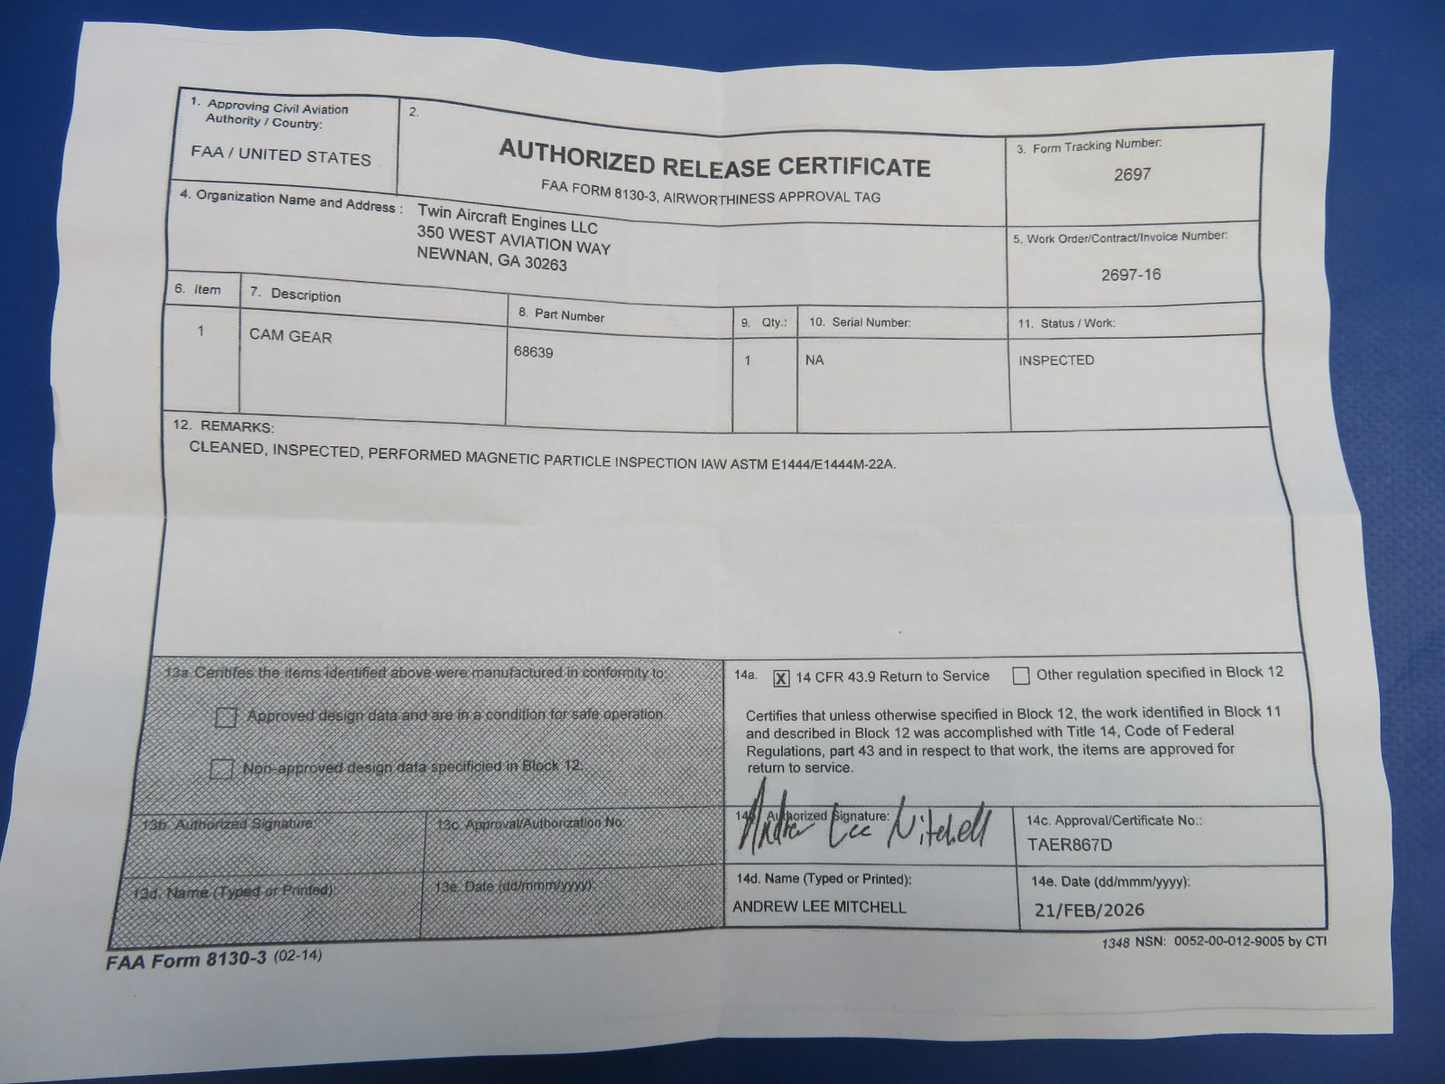 1. Approving Civil Aviation
Authority / Country:
FAA / UNITED STATES
2.
AUTHORIZED RELEASE CERTIFICATE
FAA FORM 8130-3, AIRWORTHINESS APPROVAL TAG
3. Form Tracking Number:
2697
4. Organization Name and Address :
Twin Aircraft Engines LLC
350 WEST AVIATION WAY
NEWNAN, GA 30263
5. Work Order/Contract/Invoice Number:
2697-16
6. Item
7. Description
8. Part Number
9. Qty.:
10. Serial Number:
11. Status / Work:
1
CAM GEAR
68639
1
NA
INSPECTED
12. REMARKS:
CLEANED, INSPECTED, PERFORMED MAGNETIC PARTICLE INSPECTION IAW ASTM E1444/E1444M-22A.
13a. Certifes the items identified above were manufactured in conformity to:
Approved design data and are in a condition for safe operation.
Non-approved design data specificied in Block 12.
13b. Authorized Signature:
13c. Approval/Authorization No:
13d. Name (Typed or Printed):
13e. Date (dd/mmm/yyyy):
14a. X 14 CFR 43.9 Return to Service
Other regulation specified in Block 12
Certifies that unless otherwise specified in Block 12, the work identified in Block 11
and described in Block 12 was accomplished with Title 14, Code of Federal
Regulations, part 43 and in respect to that work, the items are approved for
return to service.
14b. Authorized Signature:
Andrew Lee Mitchell
14c. Approval/Certificate No.:
TAER867D
14d. Name (Typed or Printed):
ANDREW LEE MITCHELL
14e. Date (dd/mmm/yyyy):
21/FEB/2026
FAA Form 8130-3 (02-14)
1348 NSN: 0052-00-012-9005 by CTI